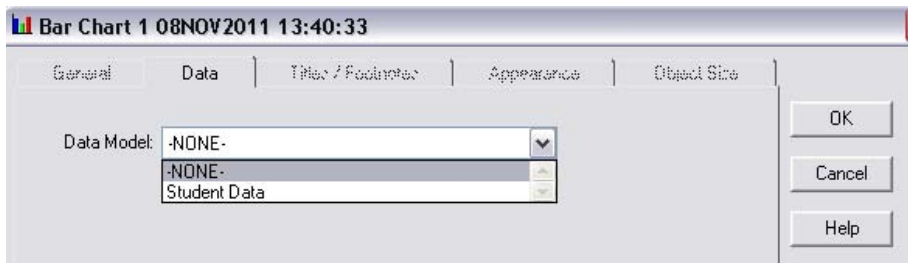 Bar Chart 1 08NOV2011 13:40:33
General Data Titles / Footnotes Appearance Object Size
OK
Data Model: -NONE-
-NONE-
Student Data
Cancel
Help